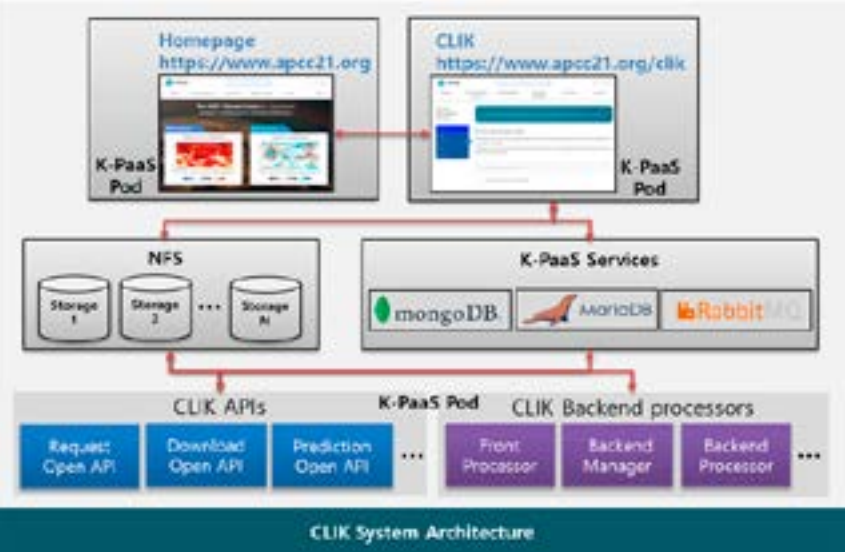 Homepage
https://www.apcc21.org
CLIK
https://www.apcc21.org/clik
K-PaaS
Pod
K-PaaS
Pod
NFS
Storage
1
Storage
2
...
Storage
N
K-PaaS Services
mongoDB
MariaDB
RabbitMQ
CLIK APIs
K-PaaS Pod
CLIK Backend processors
Request
Open API
Download
Open API
Prediction
Open API
...
Front
Processor
Backend
Manager
Backend
Processor
...
CLIK System Architecture